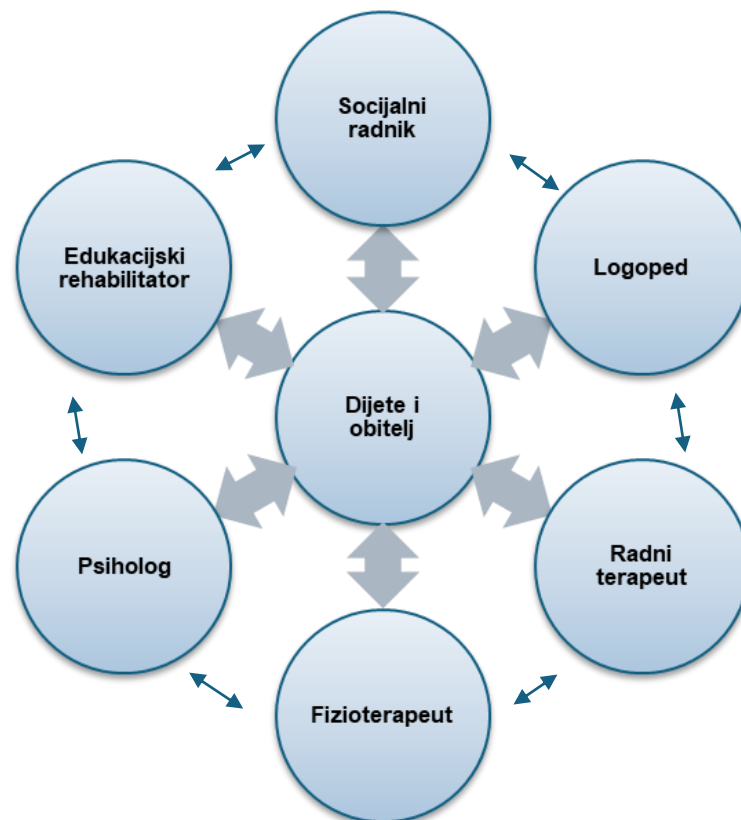 Socijalni
radnik
Edukacijski
rehabilitator
Logoped
Dijete i
obitelj
Psiholog
Radni
terapeut
Fizioterapeut